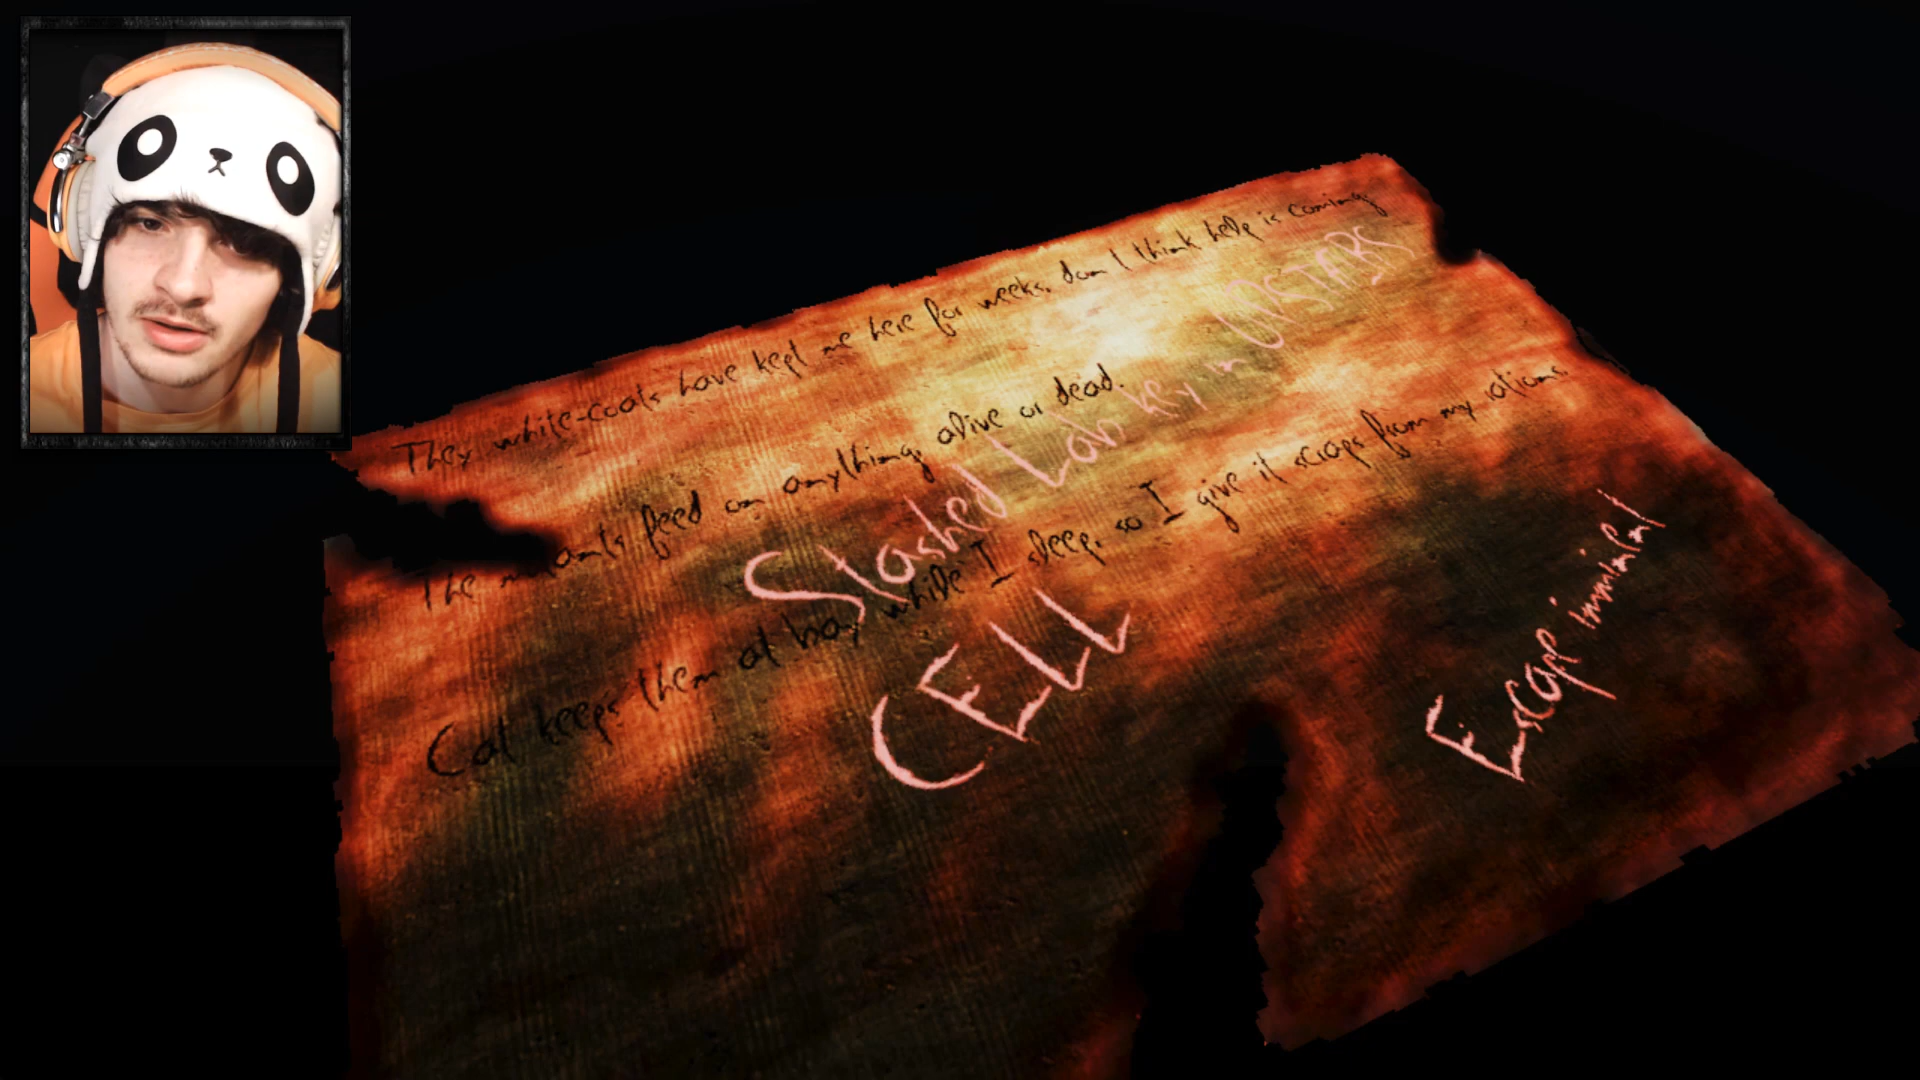 They white-coats have kept me here for weeks. don I think help is coming.
The mutants feed on anything, alive or dead.
Cat keeps them at bay while I sleep. so I give it scraps from my rations.
Stashed Lab key in UPSTARS
CELL
Escape imminent